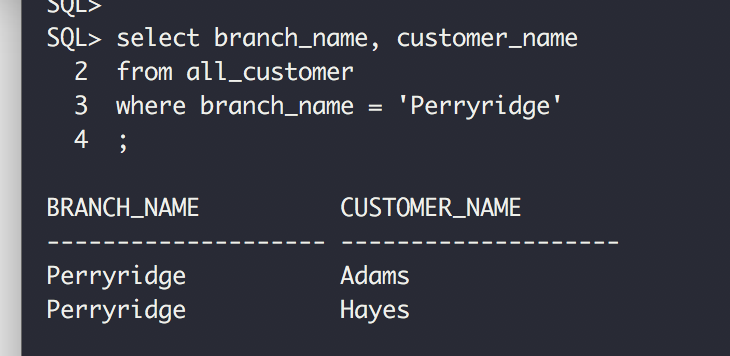 SQL>
SQL> select branch_name, customer_name
  2  from all_customer
  3  where branch_name = 'Perryridge'
  4  ;
BRANCH_NAME          CUSTOMER_NAME
-------------------- --------------------
Perryridge           Adams
Perryridge           Hayes